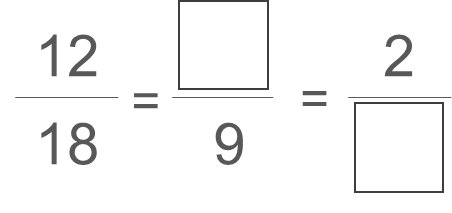 12 2
18 = 9 =